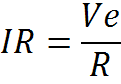 IR = Ve / R